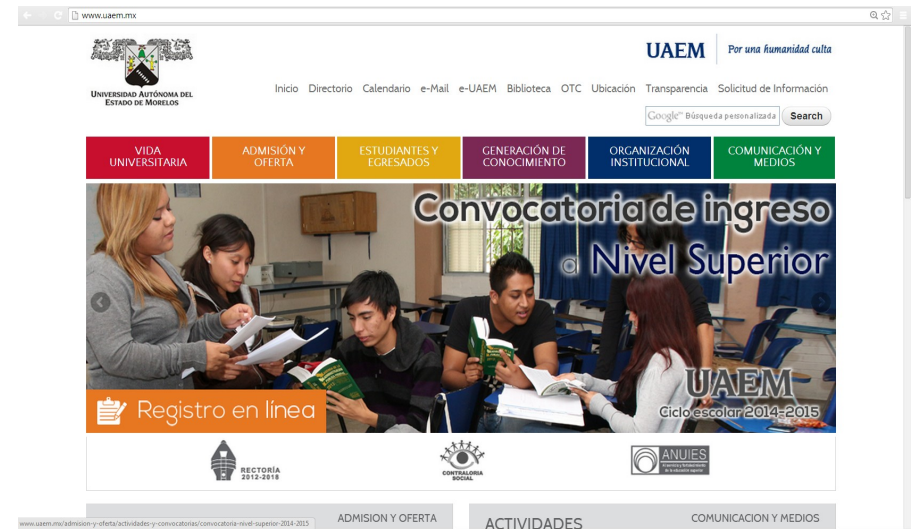 www.uaem.mx
UNIVERSIDAD AUTÓNOMA DEL
ESTADO DE MORELOS
UAEM
Por una humanidad culta
Inicio Directorio Calendario e-Mail e-UAEM Biblioteca OTC Ubicación Transparencia Solicitud de Información
Google™ Búsqueda personalizada Search
VIDA
UNIVERSITARIA
ADMISIÓN Y
OFERTA
ESTUDIANTES Y
EGRESADOS
GENERACIÓN DE
CONOCIMIENTO
ORGANIZACIÓN
INSTITUCIONAL
COMUNICACIÓN Y
MEDIOS
Convocatoria de ingreso
a Nivel Superior
UAEM
Ciclo escolar 2014-2015
Registro en línea
RECTORÍA
2012-2018
CONTRALORIA
SOCIAL
ANUIES
ADMISION Y OFERTA
ACTIVIDADES
COMUNICACION Y MEDIOS
www.uaem.mx/admision-y-oferta/actividades-y-convocatorias/convocatoria-nivel-superior-2014-2015